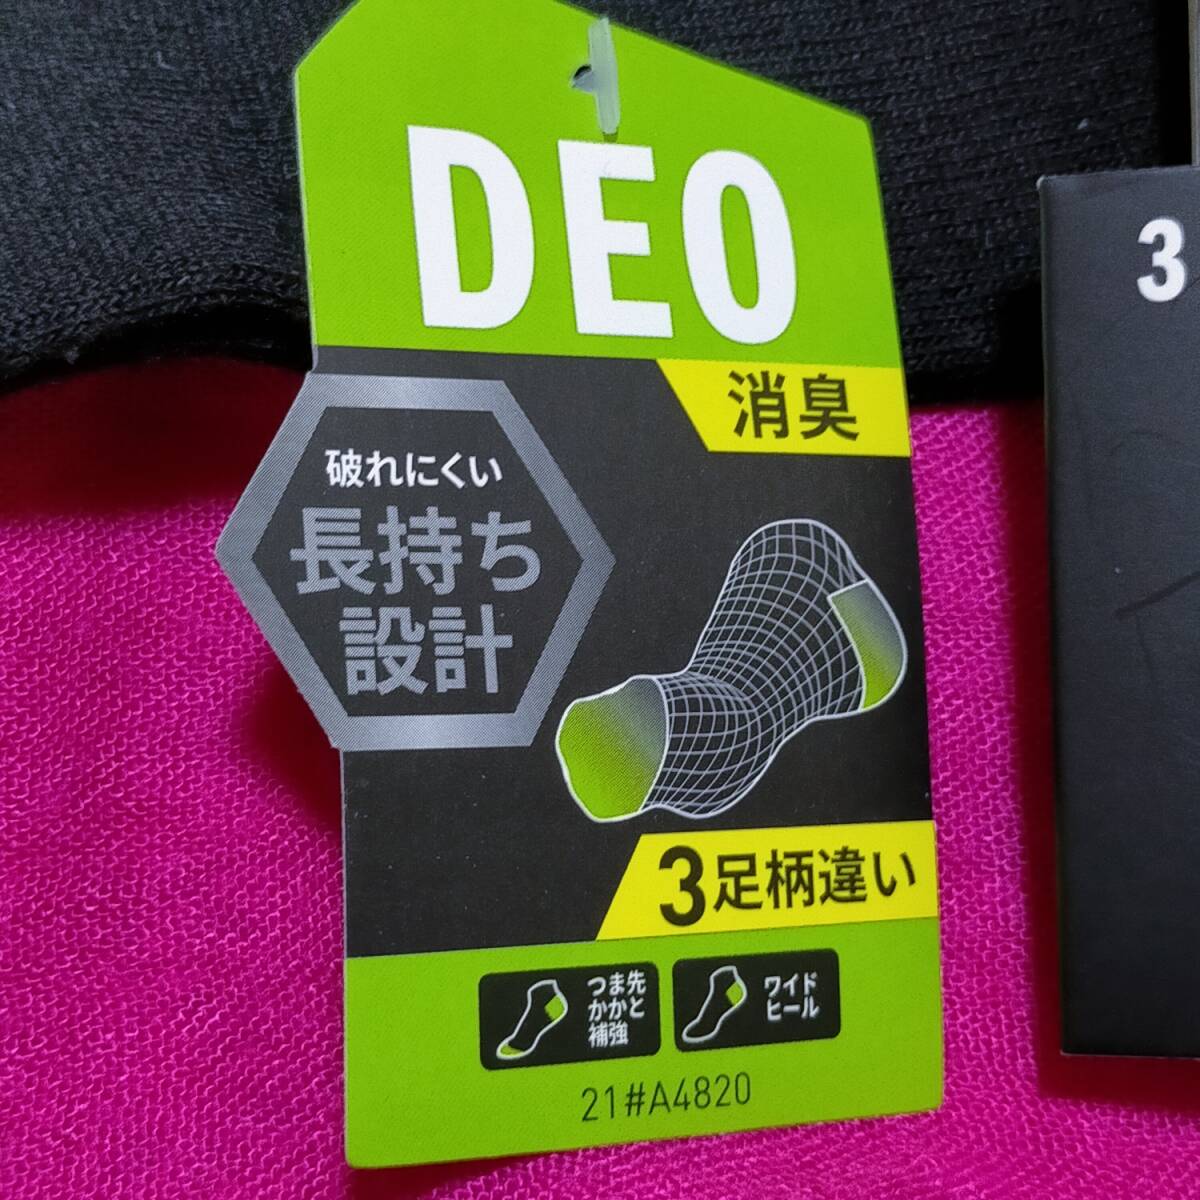 DEO
消臭
破れにくい
長持ち
設計
3足柄違い
つま先
かかと
補強
ワイド
ヒール
21#A4820
3